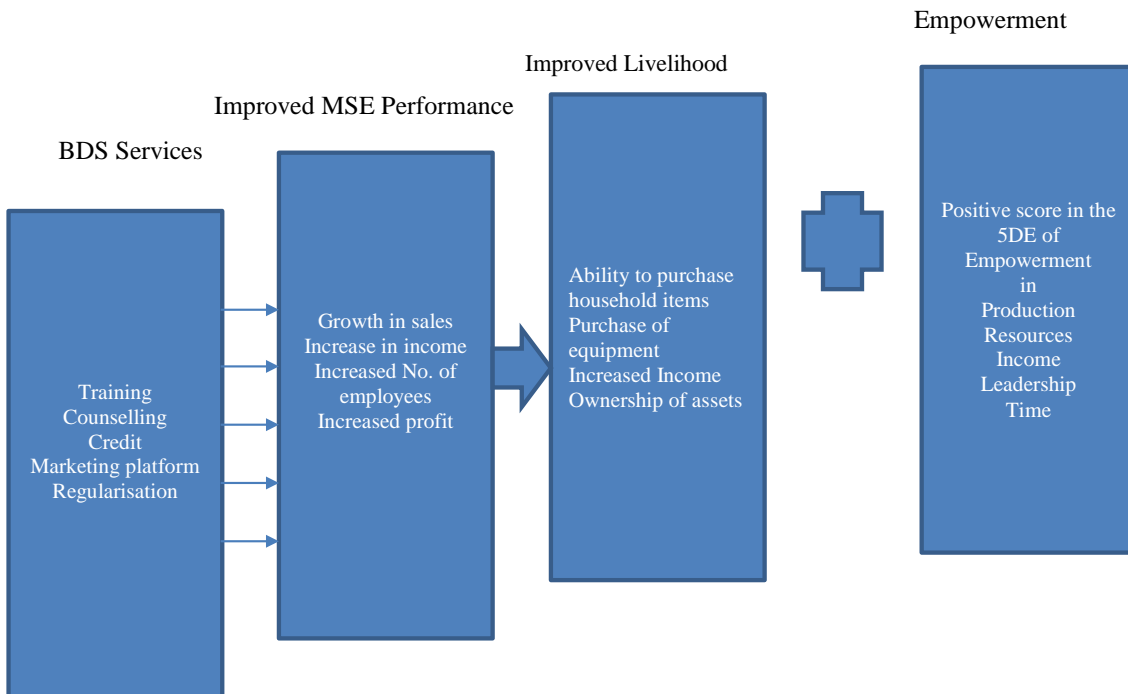 BDS Services
Training
Counselling
Credit
Marketing platform
Regularisation
Improved MSE Performance
Growth in sales
Increase in income
Increased No. of
employees
Increased profit
Improved Livelihood
Ability to purchase
household items
Purchase of
equipment
Increased Income
Ownership of assets
Empowerment
Positive score in the
5DE of
Empowerment
in
Production
Resources
Income
Leadership
Time